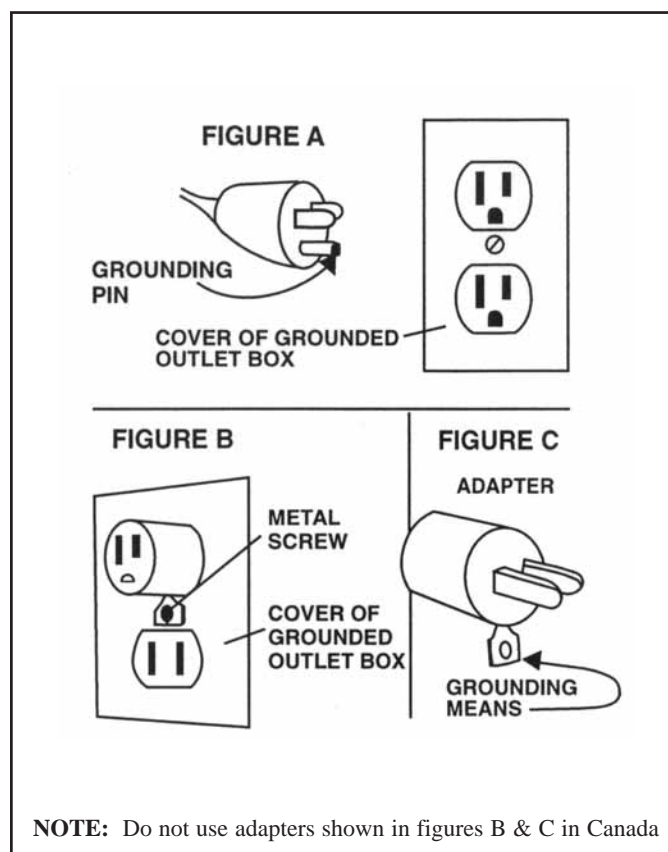 FIGURE A
GROUNDING
PIN
COVER OF GROUNDED
OUTLET BOX
FIGURE B
METAL
SCREW
COVER OF
GROUNDED
OUTLET BOX
FIGURE C
ADAPTER
GROUNDING
MEANS
NOTE: Do not use adapters shown in figures B & C in Canada